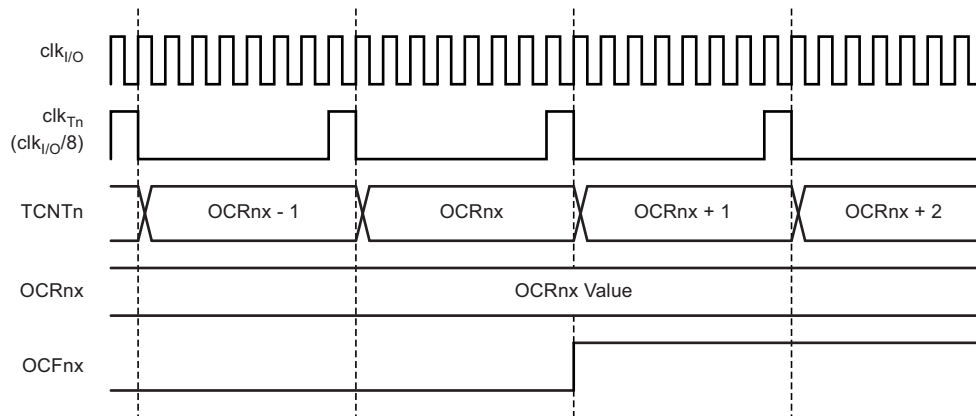 clkI/O
clkTn
(clkI/O/8)
TCNTn
OCRnx - 1
OCRnx
OCRnx + 1
OCRnx + 2
OCRnx
OCRnx Value
OCFnx